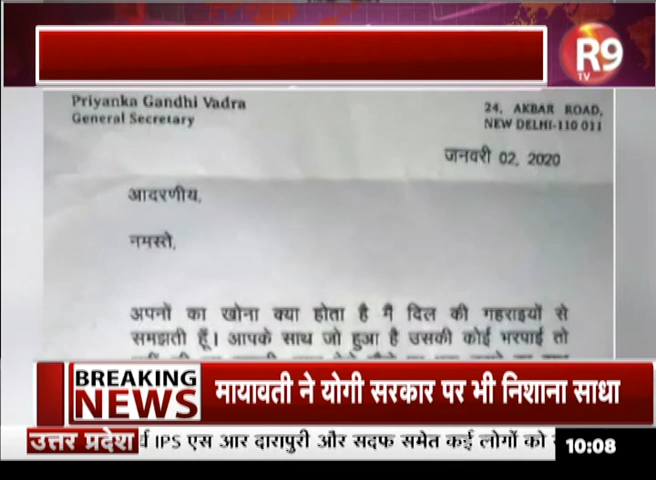 R9
TV
Priyanka Gandhi Vadra
General Secretary
24, AKBAR ROAD,
NEW DELHI-110 011
जनवरी 02, 2020
आदरणीय,
नमस्ते,
अपनों का खोना क्या होता है मैं दिल की गहराइयों से
समझती हूँ। आपके साथ जो हुआ है उसकी कोई भरपाई तो
BREAKING
NEWS
मायावती ने योगी सरकार पर भी निशाना साधा
उत्तर प्रदेश
IPS एस आर दारापुरी और सदफ समेत कई लोगों को
10:08